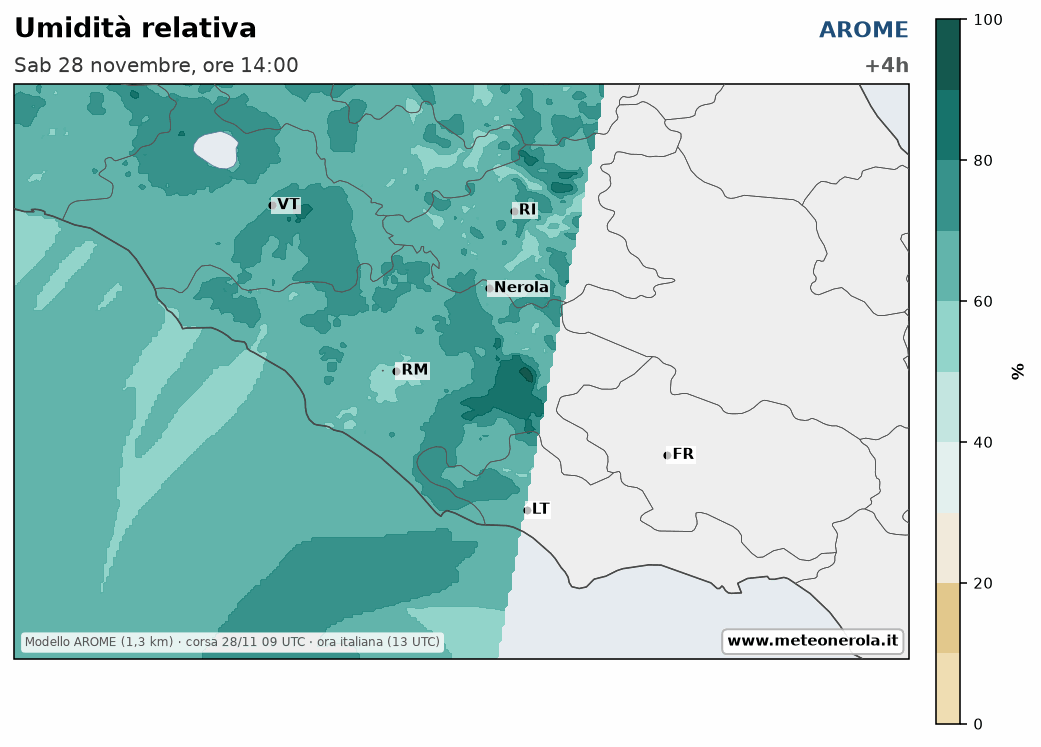 Umidità relativa
AROME
Sab 28 novembre, ore 14:00
+4h
100
80
60
40
20
0
%
VT
RI
Nerola
RM
FR
LT
Modello AROME (1,3 km) · corsa 28/11 09 UTC · ora italiana (13 UTC)
www.meteonerola.it